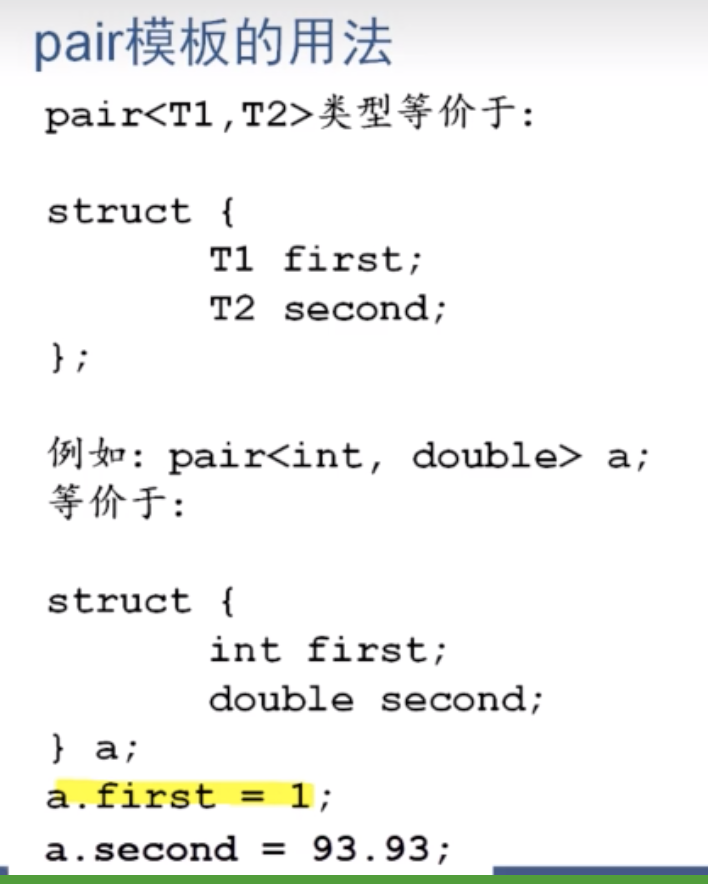 pair模板的用法
pair<T1,T2>类型等价于:
struct {
T1 first;
T2 second;
};
例如: pair<int, double> a;
等价于:
struct {
int first;
double second;
} a;
a.first = 1;
a.second = 93.93;